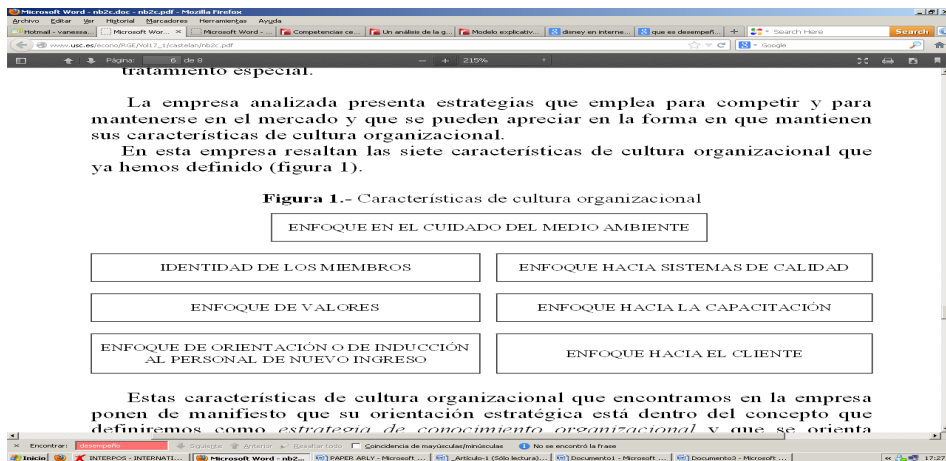 Microsoft Word - nb2c.doc - nb2c.pdf - Mozilla Firefox
Archivo Editar Ver Historial Marcadores Herramientas Ayuda
Hotmail - vanessa... Microsoft Wor... Microsoft Word - ... Competencias ce... Un análisis de la g... Modelo explicativ... disney en interne... que es desempeñ... Search Here Search
www.usc.es/econo/RGE/Vol17_1/castelan/nb2c.pdf Google
Página: 6 de 8 215%
tratamiento especial.
La empresa analizada presenta estrategias que emplea para competir y para
mantenerse en el mercado y que se pueden apreciar en la forma en que mantienen
sus características de cultura organizacional.
En esta empresa resaltan las siete características de cultura organizacional que
ya hemos definido (figura 1).
Figura 1.- Características de cultura organizacional
ENFOQUE EN EL CUIDADO DEL MEDIO AMBIENTE
IDENTIDAD DE LOS MIEMBROS
ENFOQUE HACIA SISTEMAS DE CALIDAD
ENFOQUE DE VALORES
ENFOQUE HACIA LA CAPACITACIÓN
ENFOQUE DE ORIENTACIÓN O DE INDUCCIÓN
AL PERSONAL DE NUEVO INGRESO
ENFOQUE HACIA EL CLIENTE
Estas características de cultura organizacional que encontramos en la empresa
ponen de manifiesto que su orientación estratégica está dentro del concepto que
definiremos como estrategia de conocimiento organizacional y que se orienta
Encontrar: desempeño Siguiente Anterior Resaltar todo Coincidencia de mayúsculas/minúsculas No se encontró la frase
Inicio INTERPOS - INTERNATI... Microsoft Word - nb2... PAPER ARLY - Microsoft ... _Artículo-1 (Sólo lectura)... Documento1 - Microsoft ... Documento3 - Microsoft ... 17:27